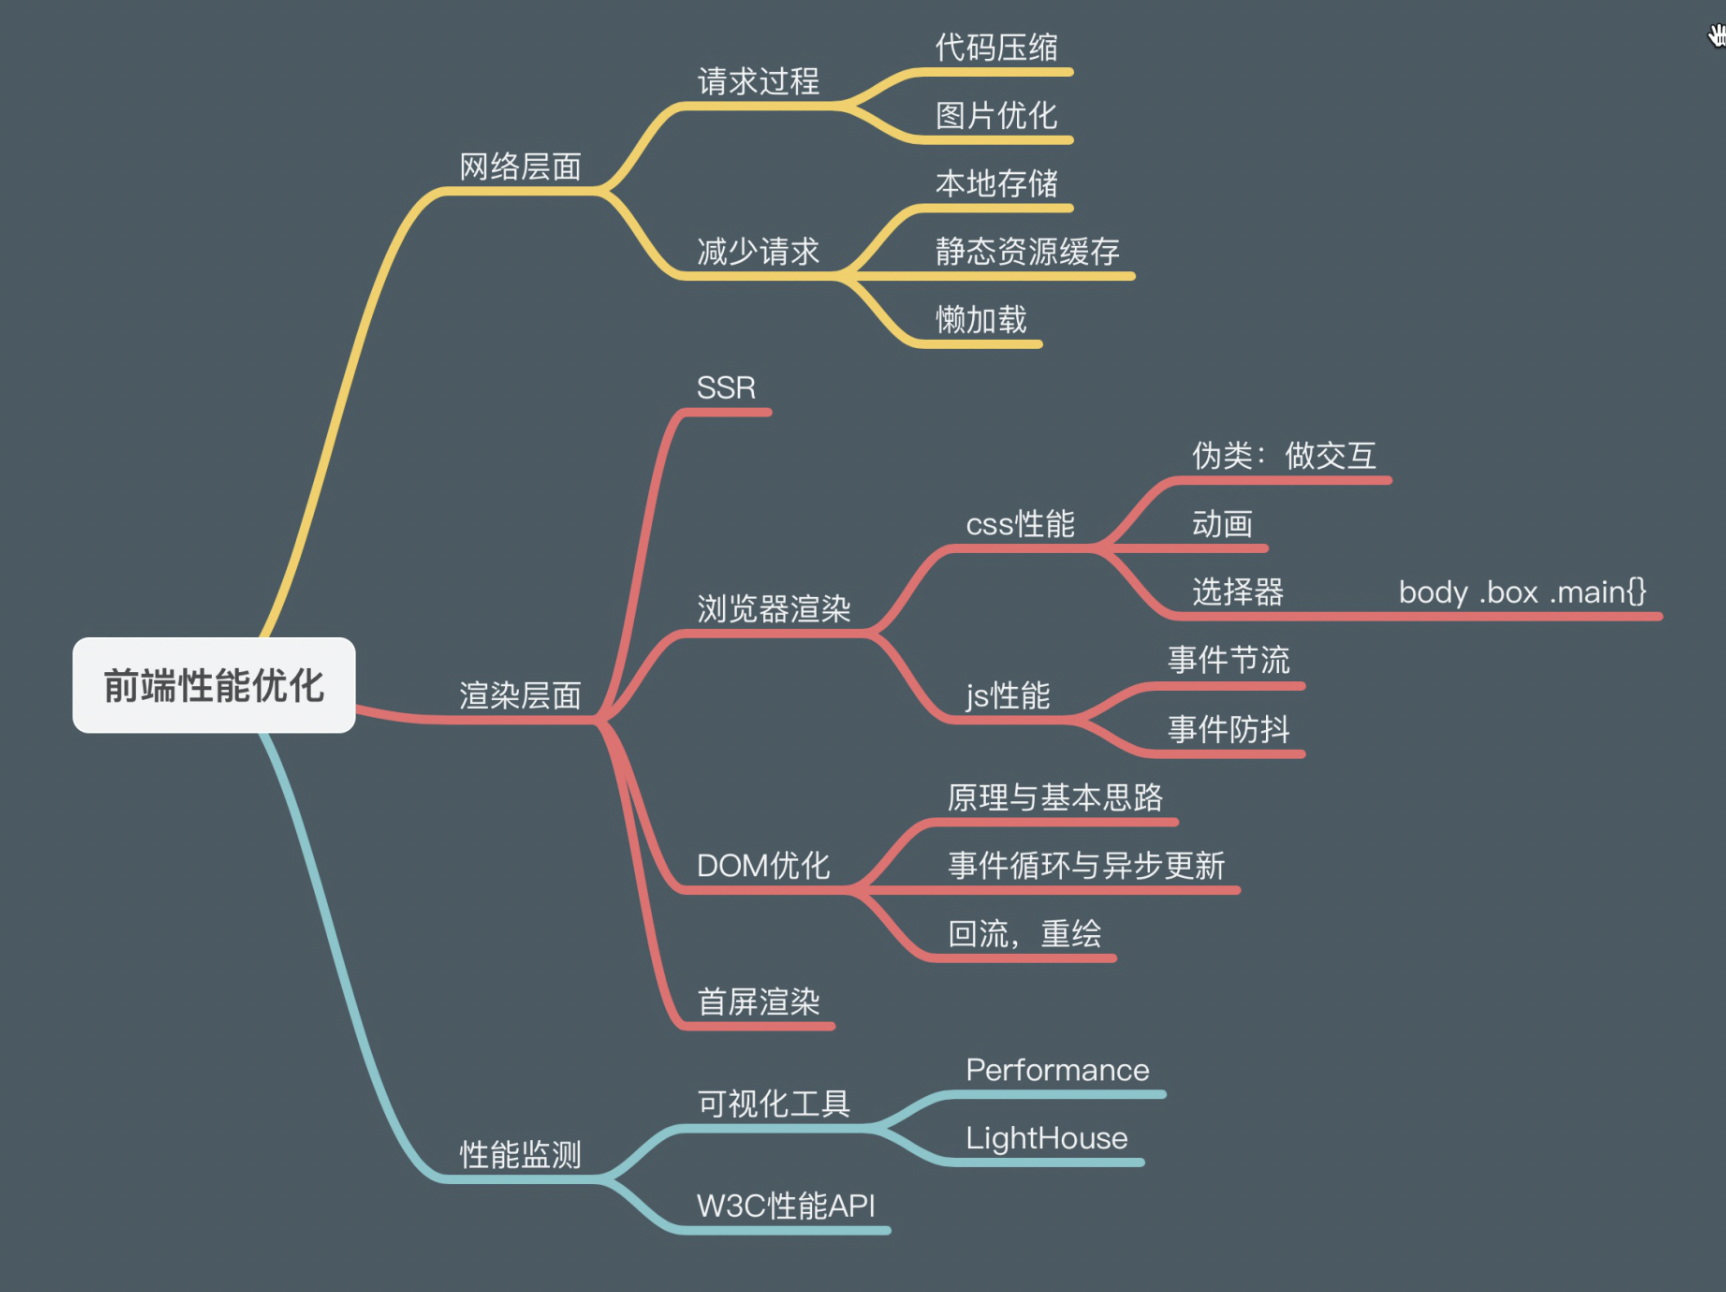 前端性能优化
网络层面
请求过程
代码压缩
图片优化
减少请求
本地存储
静态资源缓存
懒加载
渲染层面
SSR
浏览器渲染
css性能
伪类：做交互
动画
选择器 body .box .main{}
js性能
事件节流
事件防抖
DOM优化
原理与基本思路
事件循环与异步更新
回流，重绘
首屏渲染
性能监测
可视化工具
Performance
LightHouse
W3C性能API